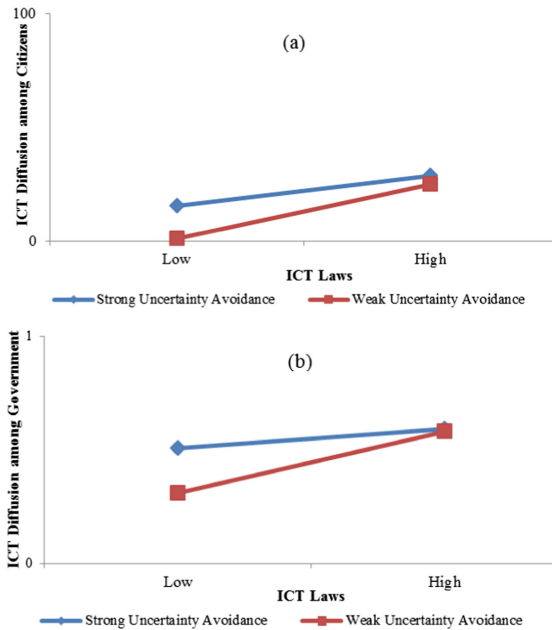 100
(a)
ICT Diffusion among Citizens
0
Low High
ICT Laws
Strong Uncertainty Avoidance Weak Uncertainty Avoidance
1
(b)
ICT Diffusion among Government
0
Low High
ICT Laws
Strong Uncertainty Avoidance Weak Uncertainty Avoidance